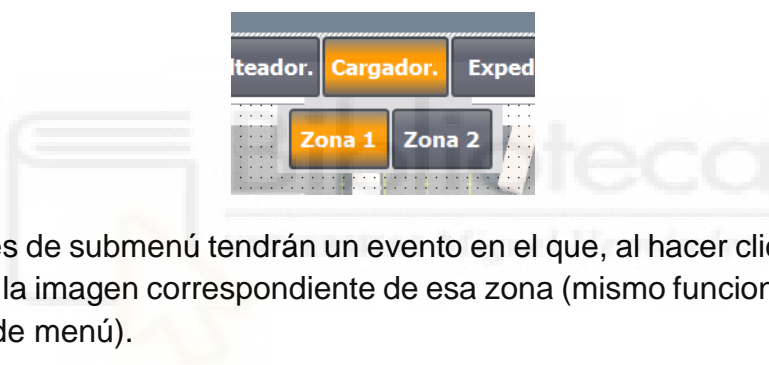 lteador. Cargador. Exped
Zona 1 Zona 2
Biblioteca
es de submenú tendrán un evento en el que, al hacer clic
la imagen correspondiente de esa zona (mismo funcion
de menú).